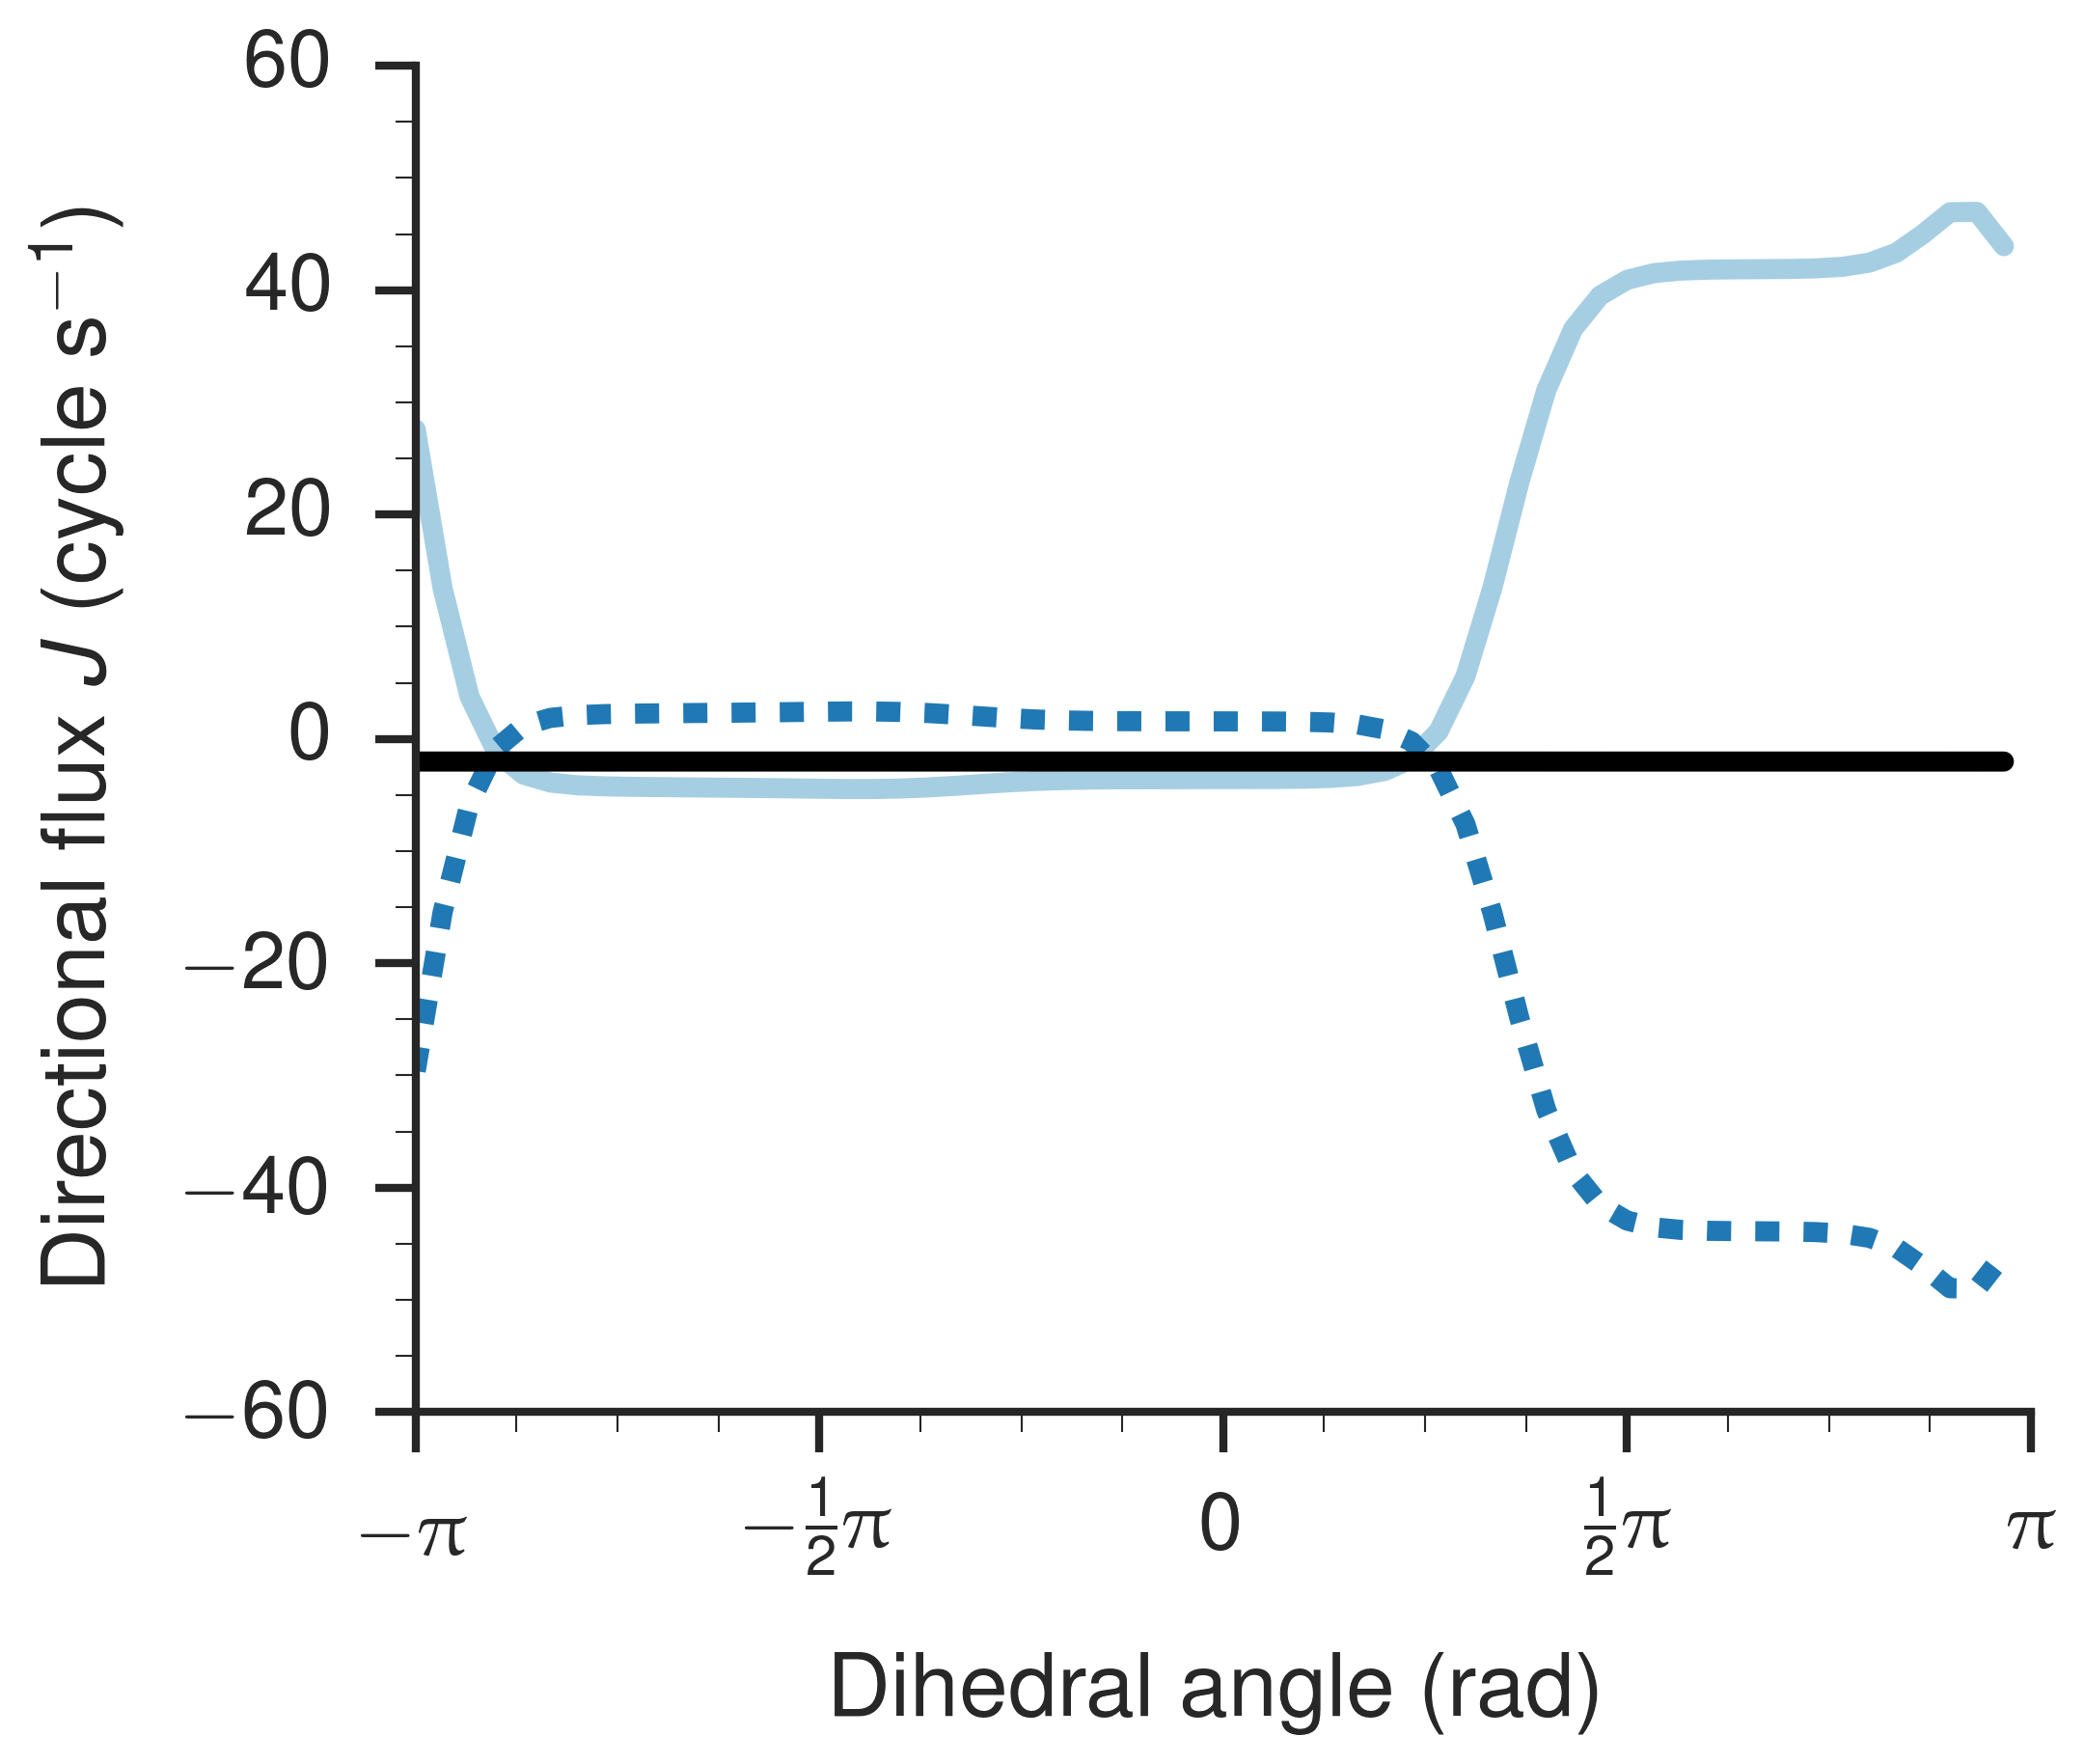 Directional flux J (cycle s⁻¹)
60
40
20
0
−20
−40
−60
−π
−½π
0
½π
π
Dihedral angle (rad)